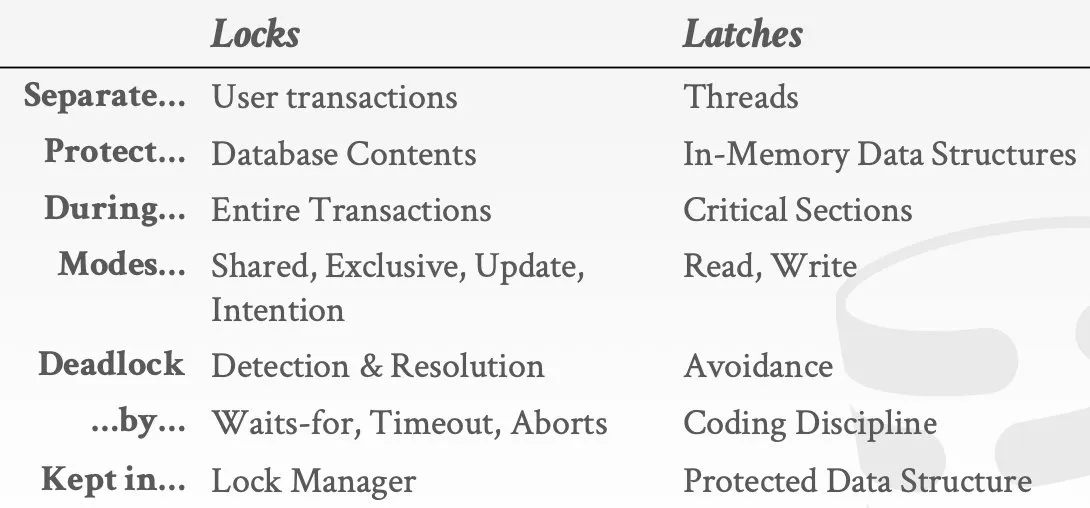 Locks Latches
Separate... User transactions Threads
Protect... Database Contents In-Memory Data Structures
During... Entire Transactions Critical Sections
Modes... Shared, Exclusive, Update, Read, Write
Intention
Deadlock Detection & Resolution Avoidance
...by... Waits-for, Timeout, Aborts Coding Discipline
Kept in... Lock Manager Protected Data Structure